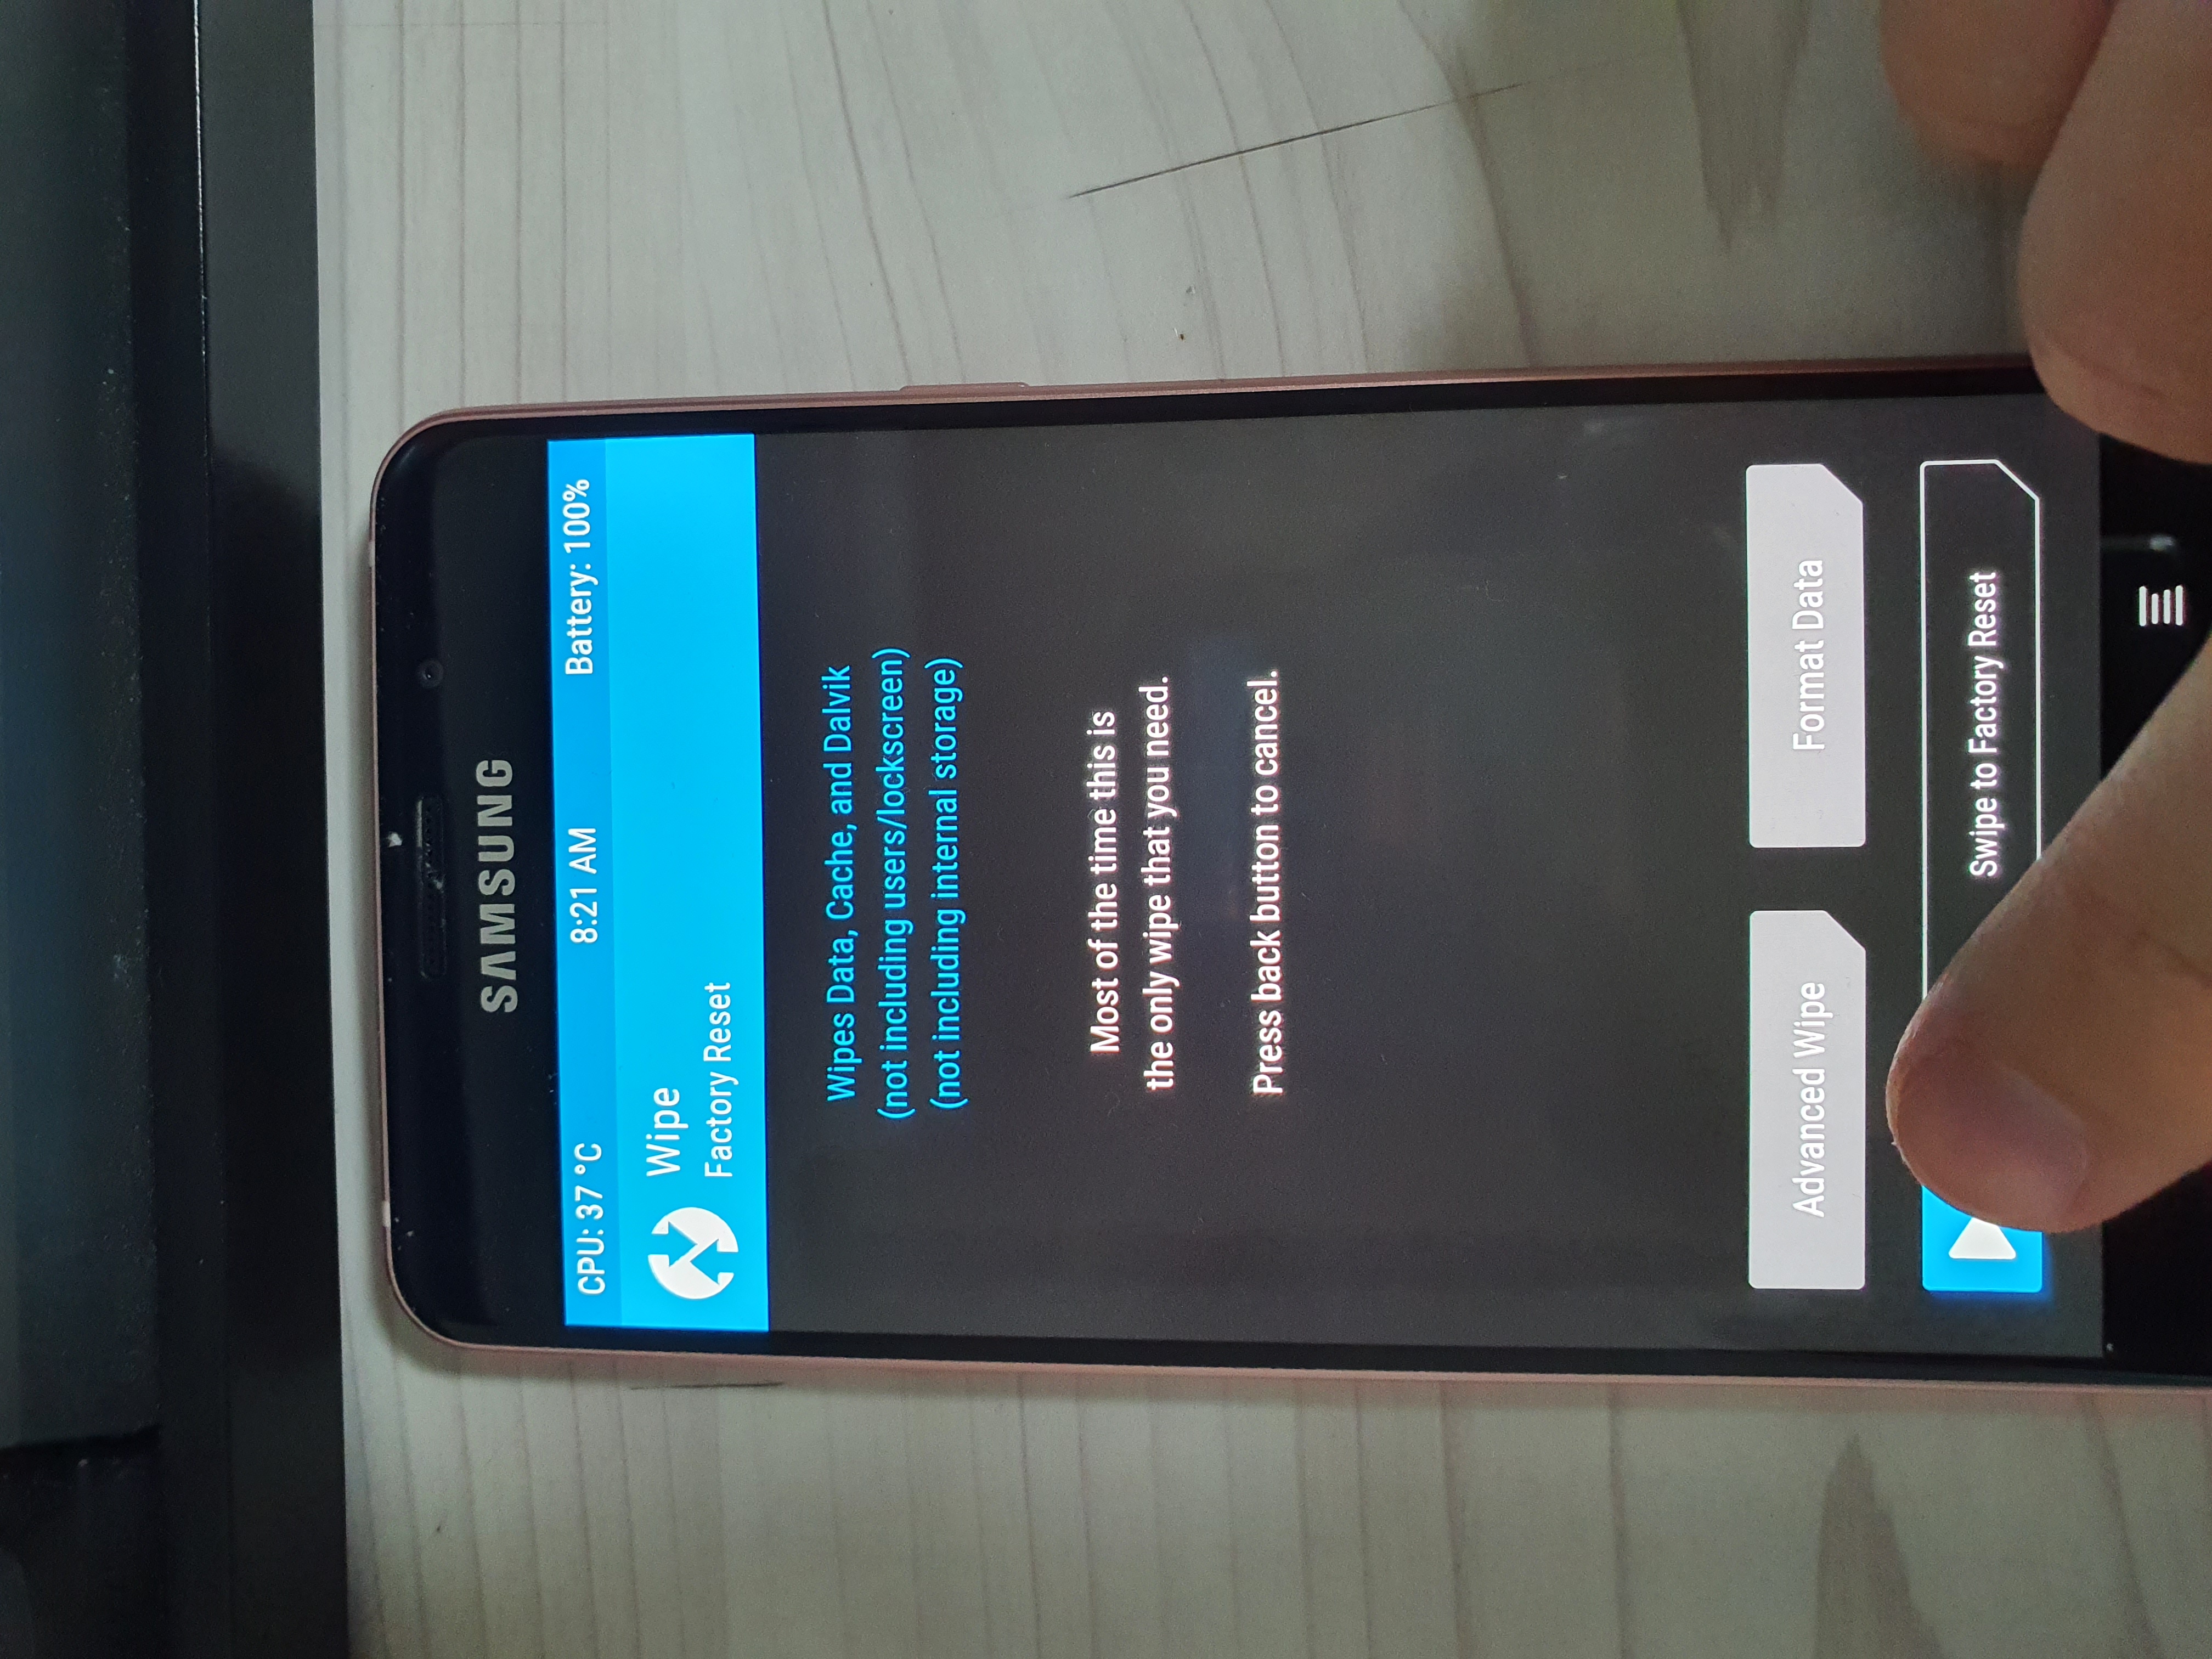 SAMSUNG
CPU: 37 °C 8:21 AM Battery: 100%
Wipe
Factory Reset
Wipes Data, Cache, and Dalvik
(not including users/lockscreen)
(not including internal storage)
Most of the time this is
the only wipe that you need.
Press back button to cancel.
Advanced Wipe Format Data
Swipe to Factory Reset